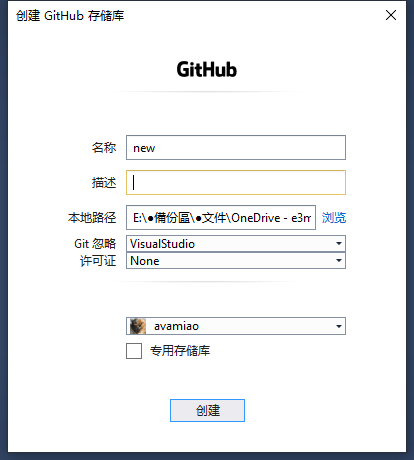 创建 GitHub 存储库
GitHub
名称 new
描述
本地路径 E:\●備份區\●文件\OneDrive - e3m 浏览
Git 忽略 VisualStudio
许可证 None
avamiao
专用存储库
创建